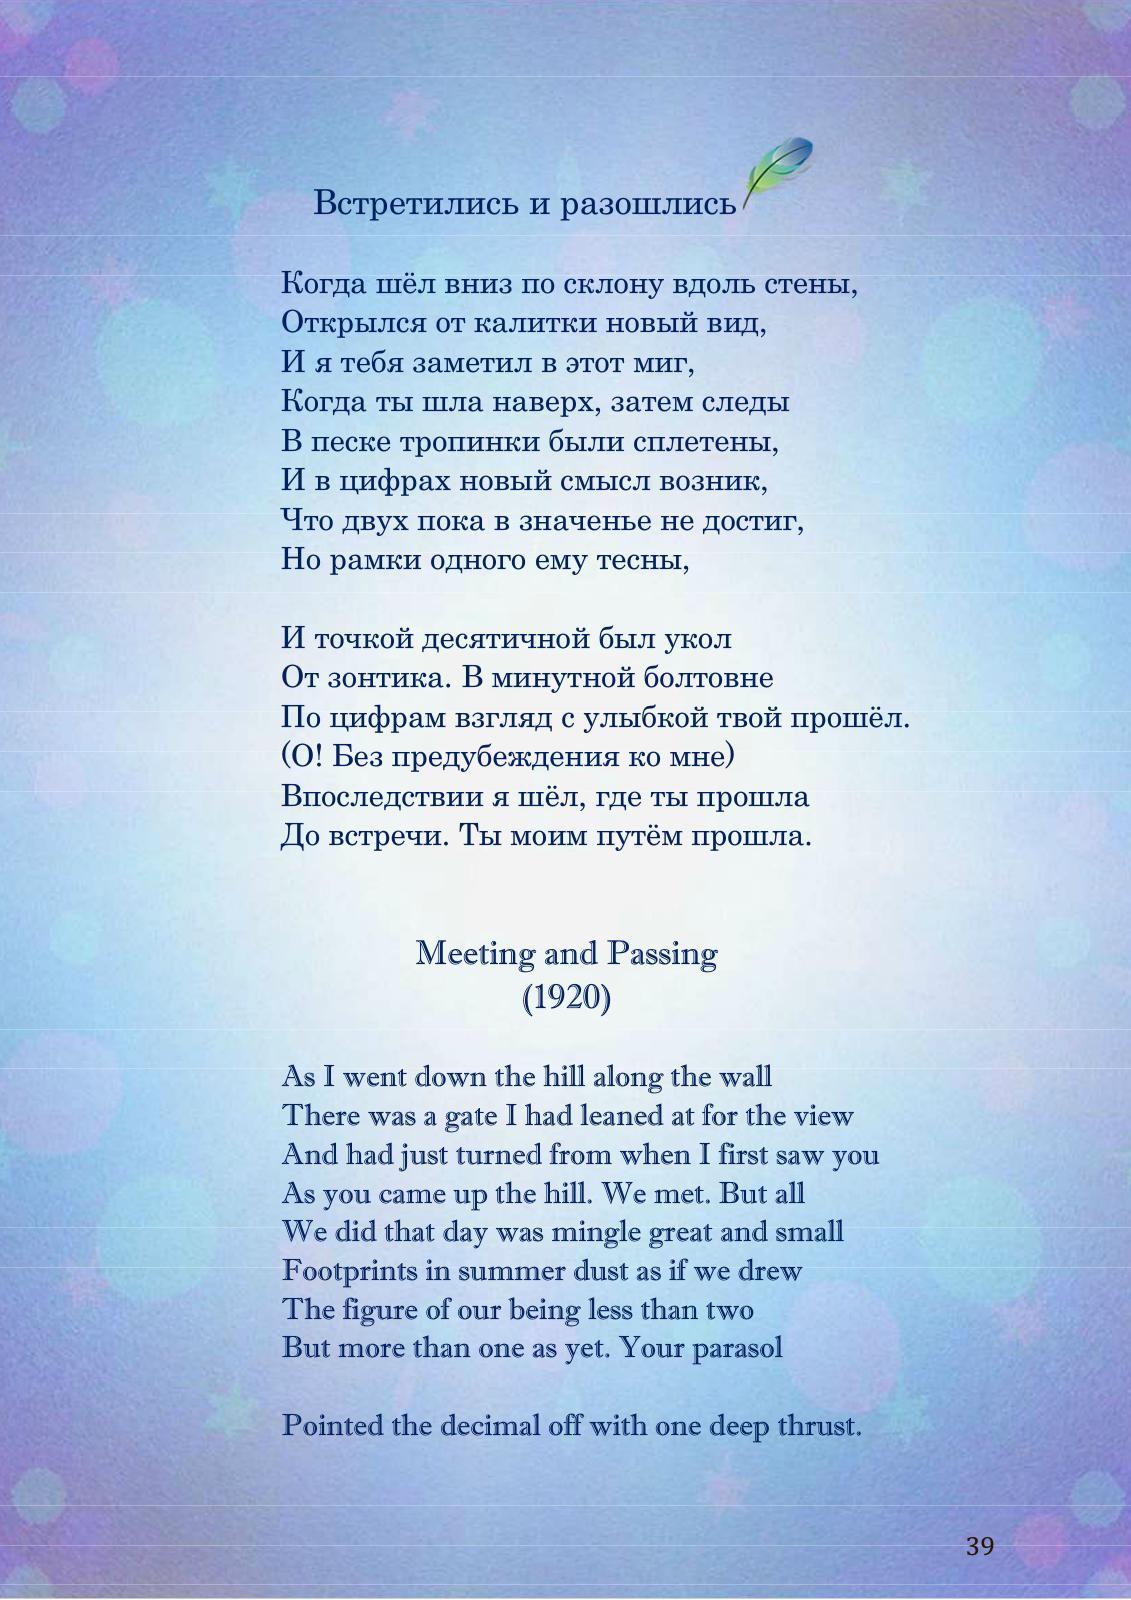 Встретились и разошлись
Когда шёл вниз по склону вдоль стены,
Открылся от калитки новый вид,
И я тебя заметил в этот миг,
Когда ты шла наверх, затем следы
В песке тропинки были сплетены,
И в цифрах новый смысл возник,
Что двух пока в значенье не достиг,
Но рамки одного ему тесны,
И точкой десятичной был укол
От зонтика. В минутной болтовне
По цифрам взгляд с улыбкой твой прошёл.
(О! Без предубеждения ко мне)
Впоследствии я шёл, где ты прошла
До встречи. Ты моим путём прошла.
Meeting and Passing
(1920)
As I went down the hill along the wall
There was a gate I had leaned at for the view
And had just turned from when I first saw you
As you came up the hill. We met. But all
We did that day was mingle great and small
Footprints in summer dust as if we drew
The figure of our being less than two
But more than one as yet. Your parasol
Pointed the decimal off with one deep thrust.
39